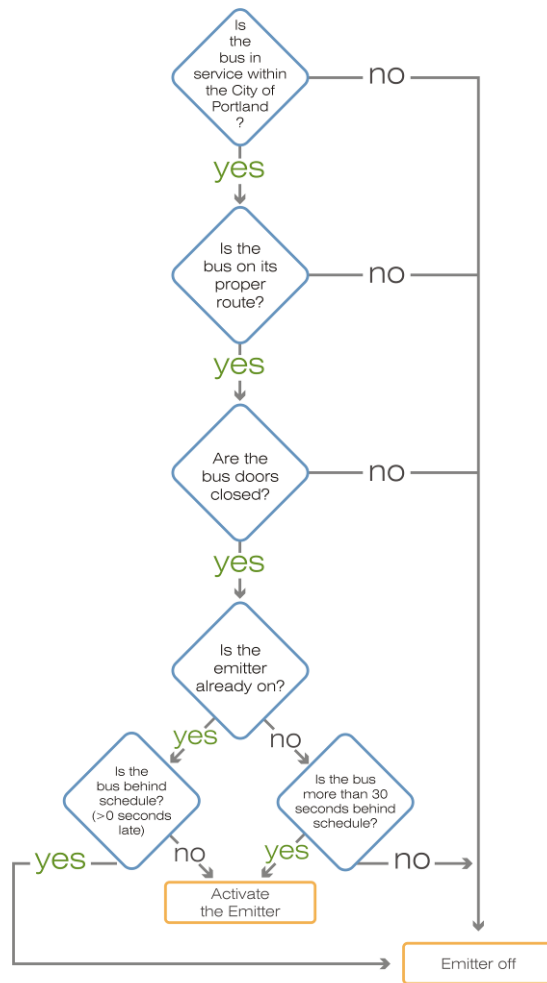 Is
the
bus in
service within
the City of
Portland
?
no
yes
Is the
bus on its
proper
route?
no
yes
Are the
bus doors
closed?
no
yes
Is the
emitter
already on?
yes
no
Is the
bus behind
schedule?
(>0 seconds
late)
Is the bus
more than 30
seconds behind
schedule?
yes
no
yes
no
Activate
the Emitter
Emitter off